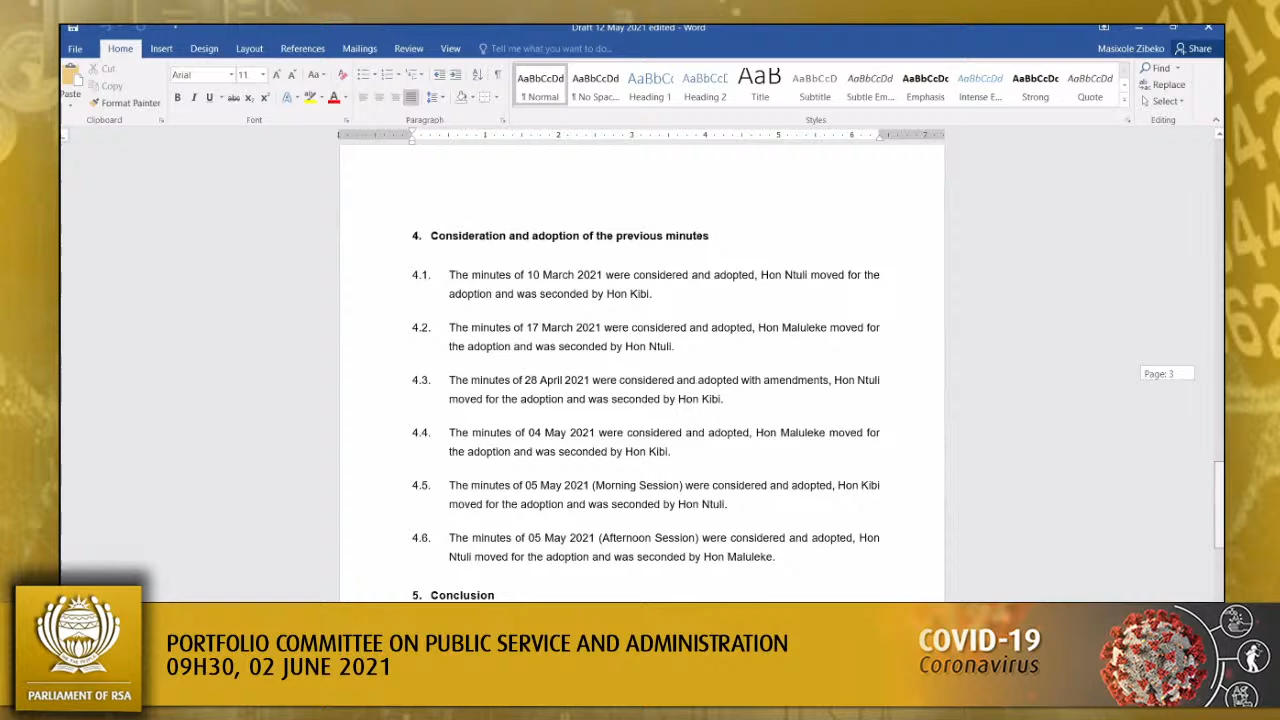 Draft 12 May 2021 edited - Word
File Home Insert Design Layout References Mailings Review View Tell me what you want to do... Masixole Zibeko Share
Paste Cut Copy Format Painter
Arial 11
AaBbCcDd AaBbCcDd AaBbC AaBbCcD AaB AaBbCcD AaBbCcDd AaBbCcDd AaBbCcDd AaBbCcDc AaBbCcDd
¶ Normal ¶ No Spac... Heading 1 Heading 2 Title Subtitle Subtle Em... Emphasis Intense E... Strong Quote
Find
Replace
Select
Clipboard Font Paragraph Styles Editing
1 2 3 4 5 6 7
4. Consideration and adoption of the previous minutes
4.1. The minutes of 10 March 2021 were considered and adopted, Hon Ntuli moved for the
adoption and was seconded by Hon Kibi.
4.2. The minutes of 17 March 2021 were considered and adopted, Hon Maluleke moved for
the adoption and was seconded by Hon Ntuli.
4.3. The minutes of 28 April 2021 were considered and adopted with amendments, Hon Ntuli
moved for the adoption and was seconded by Hon Kibi.
4.4. The minutes of 04 May 2021 were considered and adopted, Hon Maluleke moved for
the adoption and was seconded by Hon Kibi.
4.5. The minutes of 05 May 2021 (Morning Session) were considered and adopted, Hon Kibi
moved for the adoption and was seconded by Hon Ntuli.
4.6. The minutes of 05 May 2021 (Afternoon Session) were considered and adopted, Hon
Ntuli moved for the adoption and was seconded by Hon Maluleke.
5. Conclusion
Page: 3
PORTFOLIO COMMITTEE ON PUBLIC SERVICE AND ADMINISTRATION
09H30, 02 JUNE 2021
PARLIAMENT OF RSA
COVID-19
Coronavirus